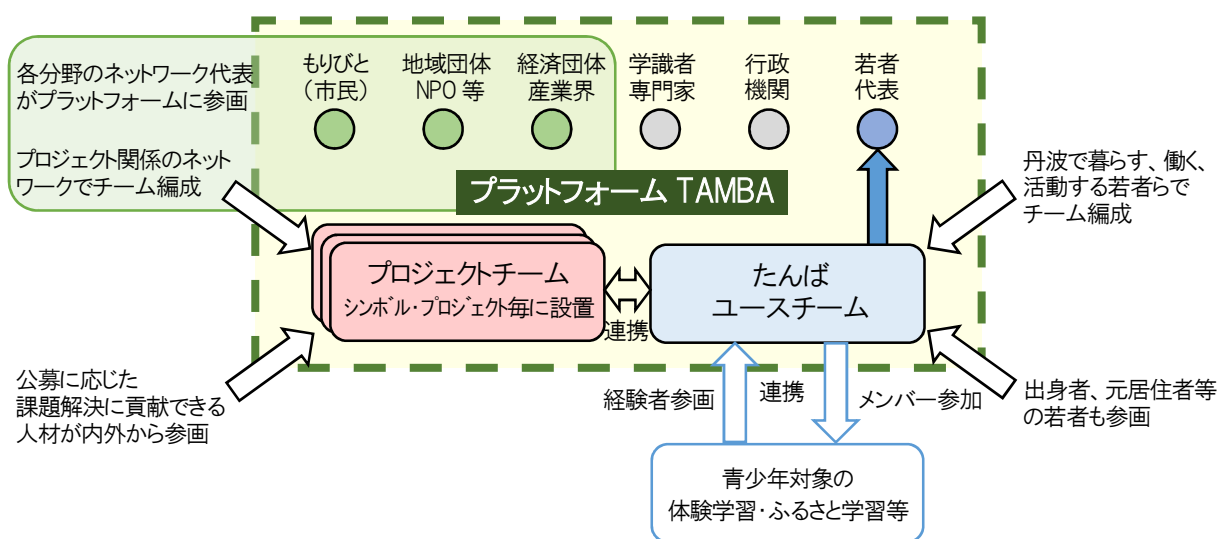 各分野のネットワーク代表
がプラットフォームに参画
プロジェクト関係のネット
ワークでチーム編成
もりびと
（市民）
地域団体
NPO 等
経済団体
産業界
学識者
専門家
行政
機関
若者
代表
プラットフォーム TAMBA
丹波で暮らす、働く、
活動する若者らで
チーム編成
プロジェクトチーム
シンボル・プロジェクト毎に設置
連携
たんば
ユースチーム
公募に応じた
課題解決に貢献できる
人材が内外から参画
経験者参画
連携
メンバー参加
出身者、元居住者等
の若者も参画
青少年対象の
体験学習・ふるさと学習等